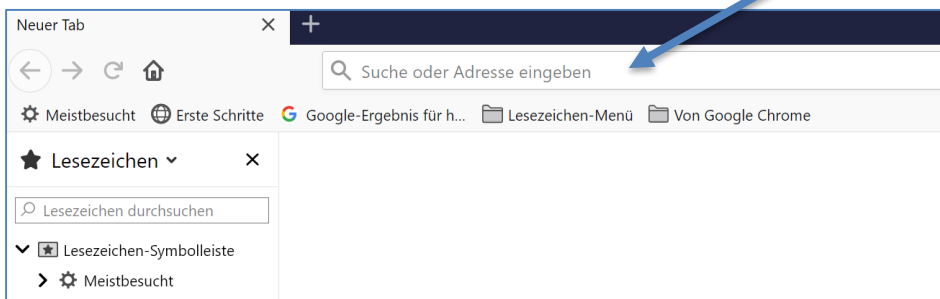 Neuer Tab
Suche oder Adresse eingeben
Meistbesucht Erste Schritte Google-Ergebnis für h... Lesezeichen-Menü Von Google Chrome
Lesezeichen
Lesezeichen durchsuchen
Lesezeichen-Symbolleiste
Meistbesucht